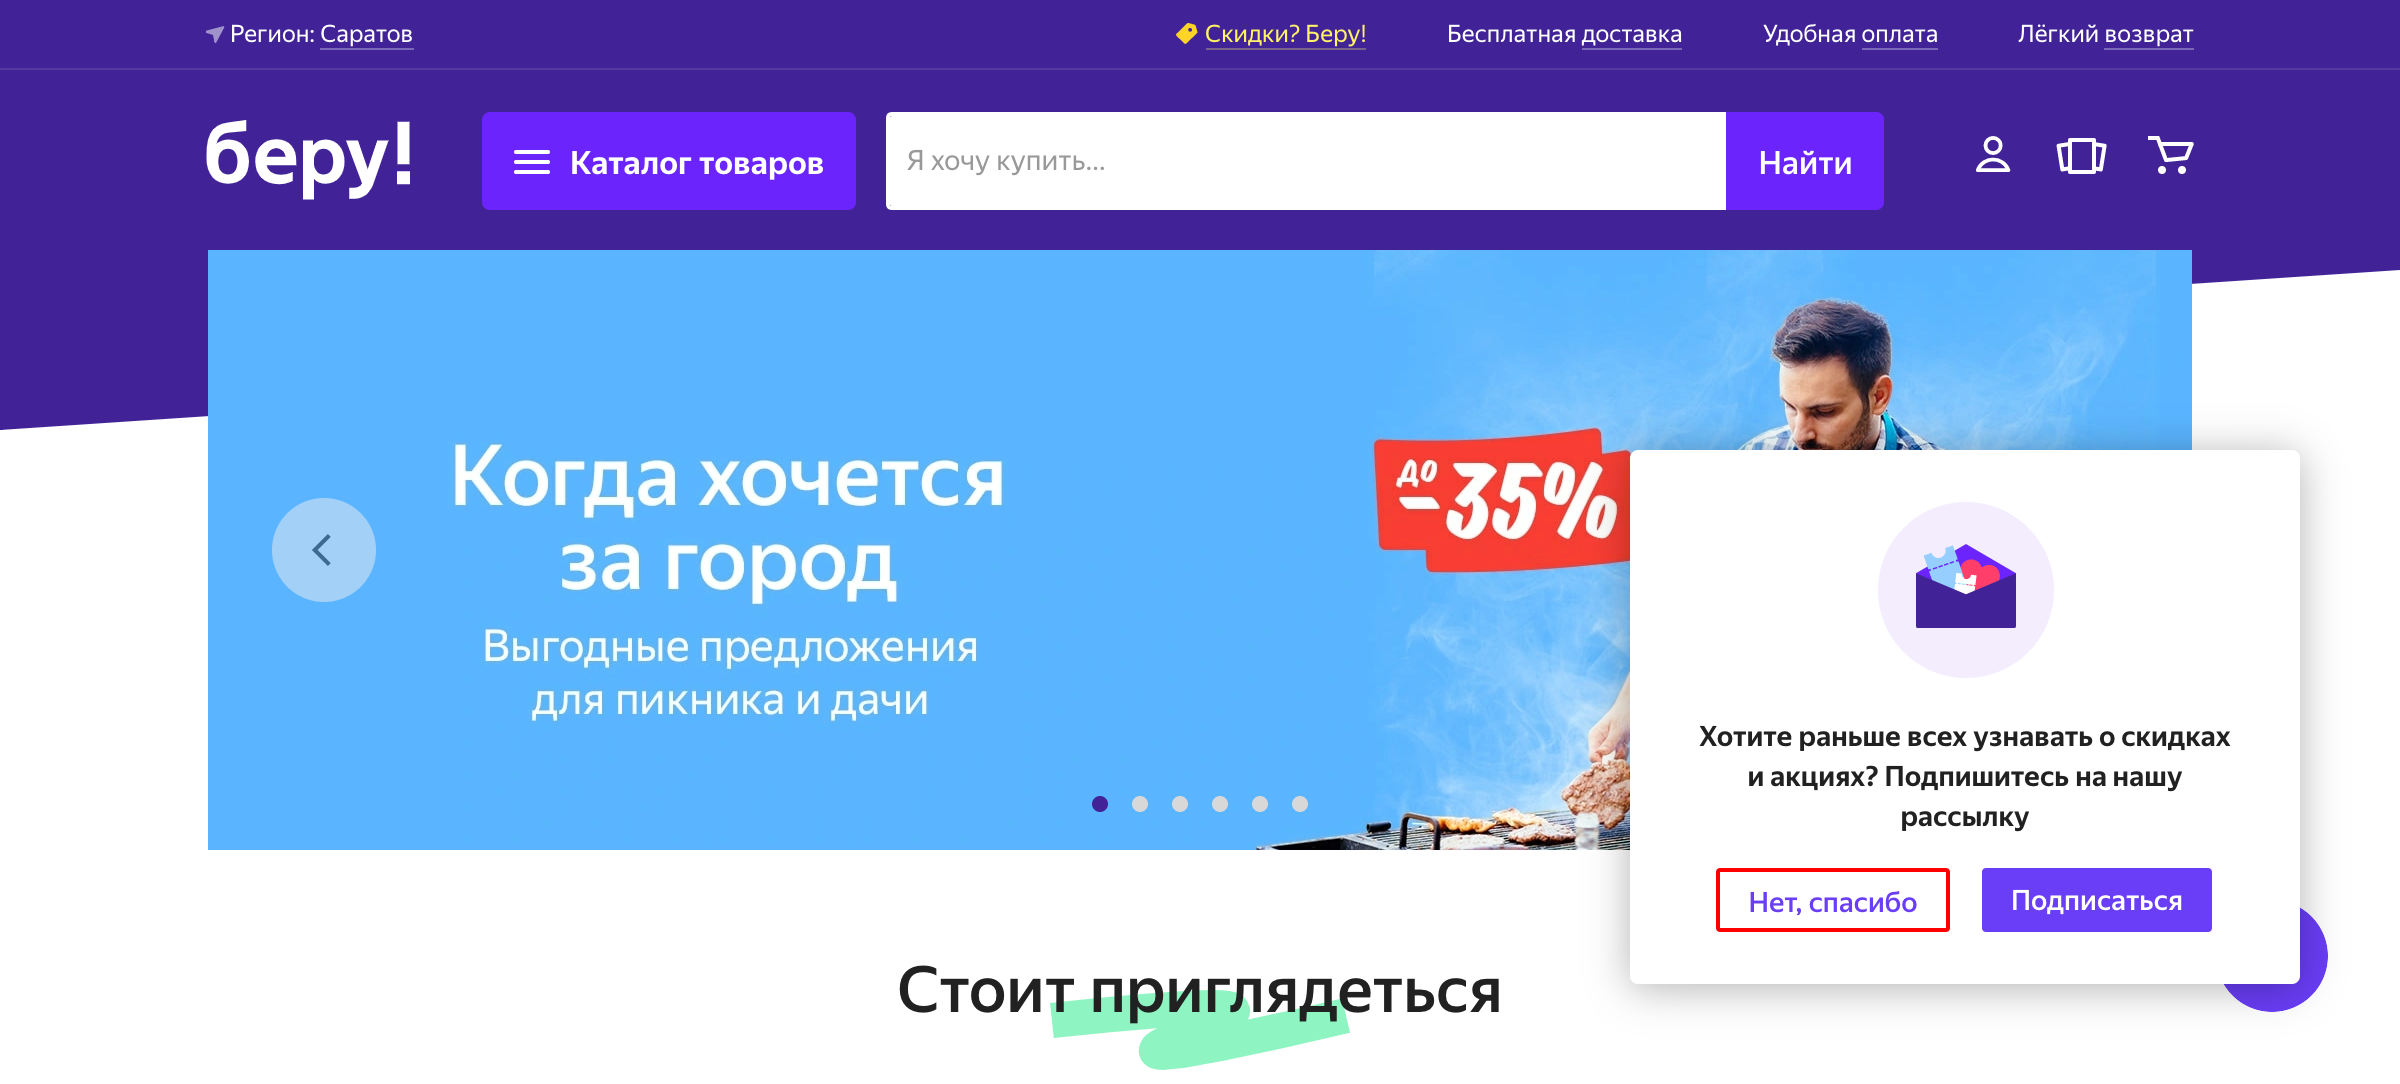 Регион: Саратов
Скидки? Беру!
Бесплатная доставка
Удобная оплата
Лёгкий возврат
беру!
Каталог товаров
Я хочу купить...
Найти
Когда хочется
за город
Выгодные предложения
для пикника и дачи
ДО
-35%
Хотите раньше всех узнавать о скидках
и акциях? Подпишитесь на нашу
рассылку
Нет, спасибо
Подписаться
Стоит приглядеться